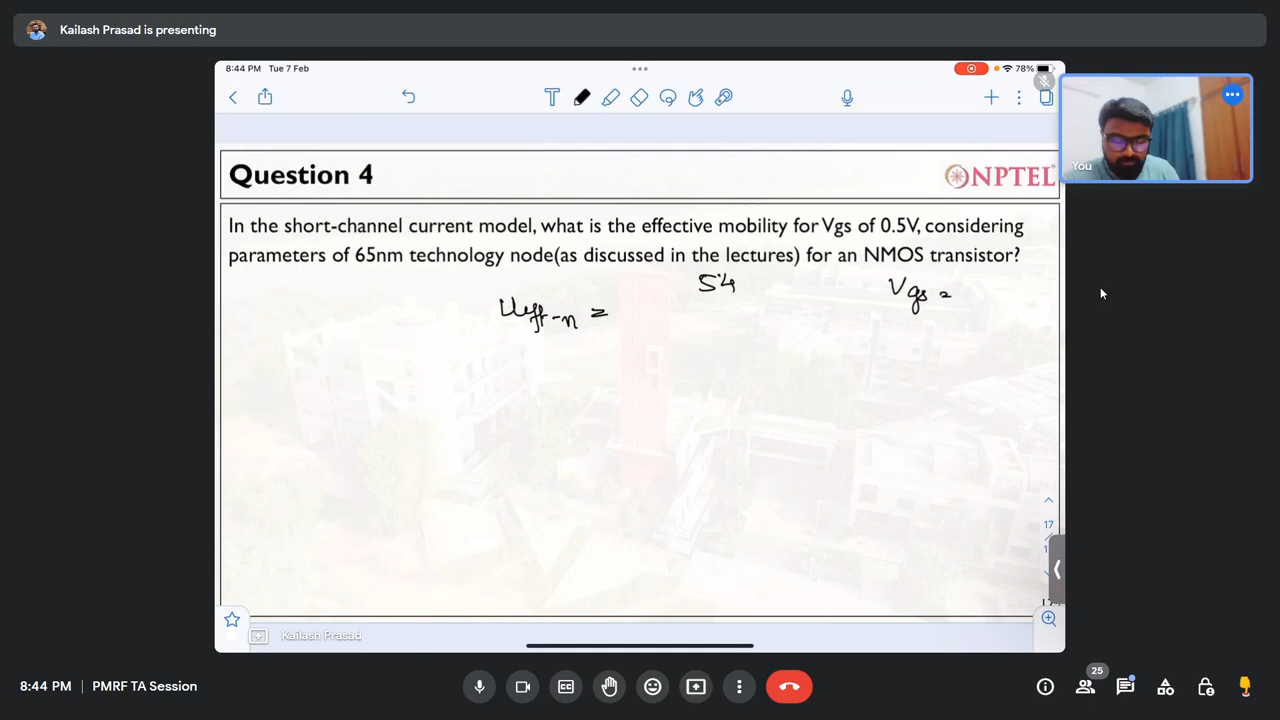 Kailash Prasad is presenting
8:44 PM Tue 7 Feb
78%
T
You
Question 4
NPTEL
In the short-channel current model, what is the effective mobility for Vgs of 0.5V, considering
parameters of 65nm technology node(as discussed in the lectures) for an NMOS transistor?
54
Vgs =
Ueff-n =
17
Kailash Prasad
8:44 PM | PMRF TA Session
25